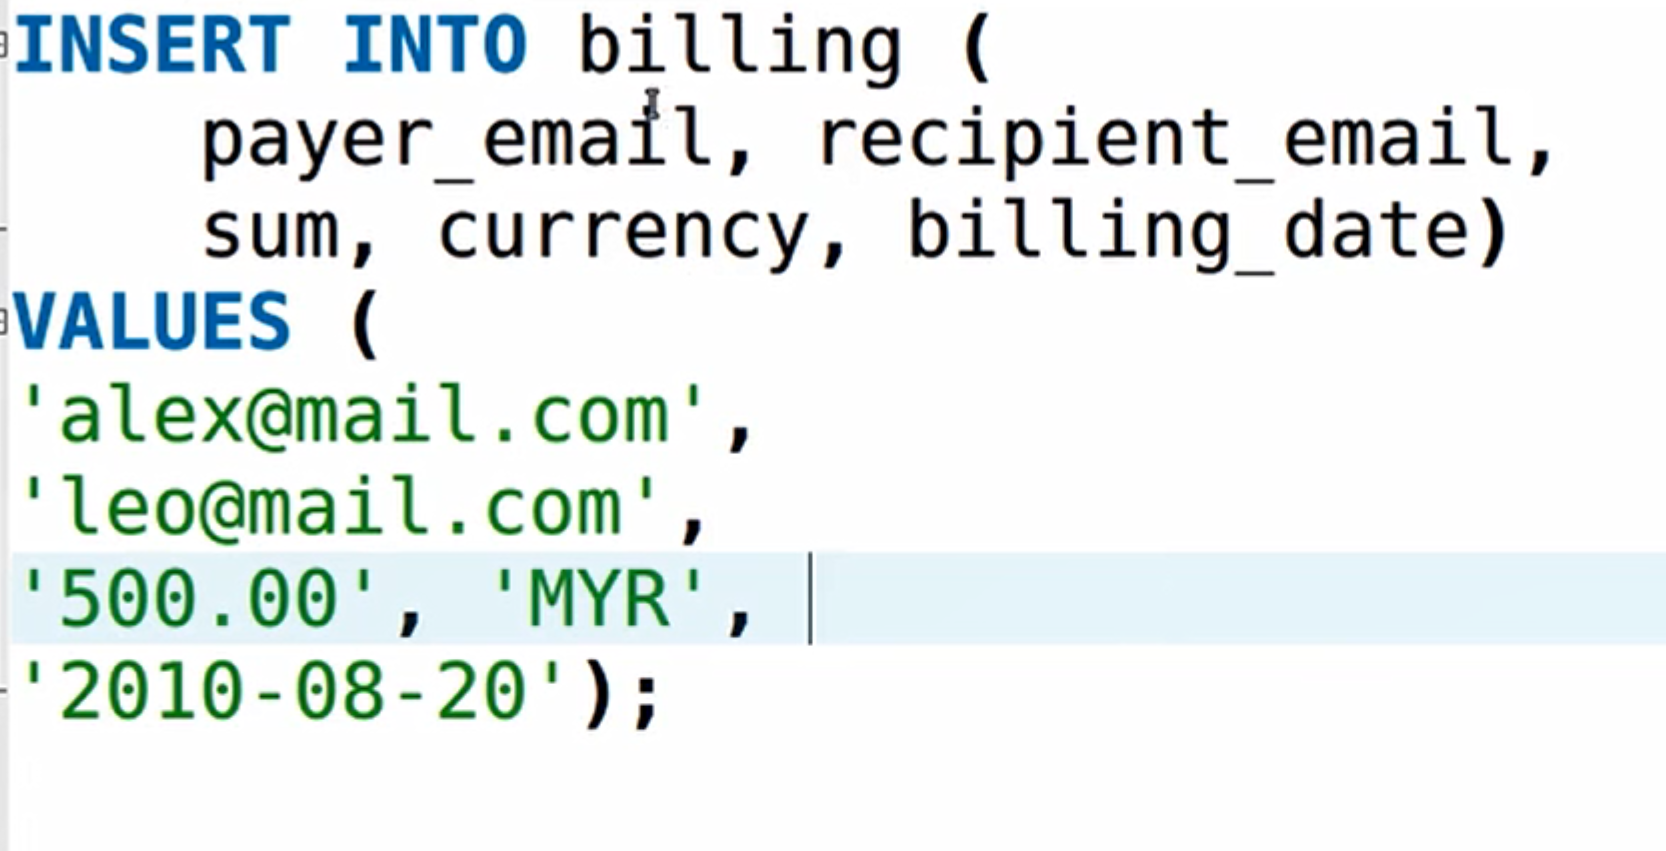 INSERT INTO billing (
    payer_email, recipient_email,
    sum, currency, billing_date)
VALUES (
'alex@mail.com',
'leo@mail.com',
'500.00', 'MYR',
'2010-08-20');